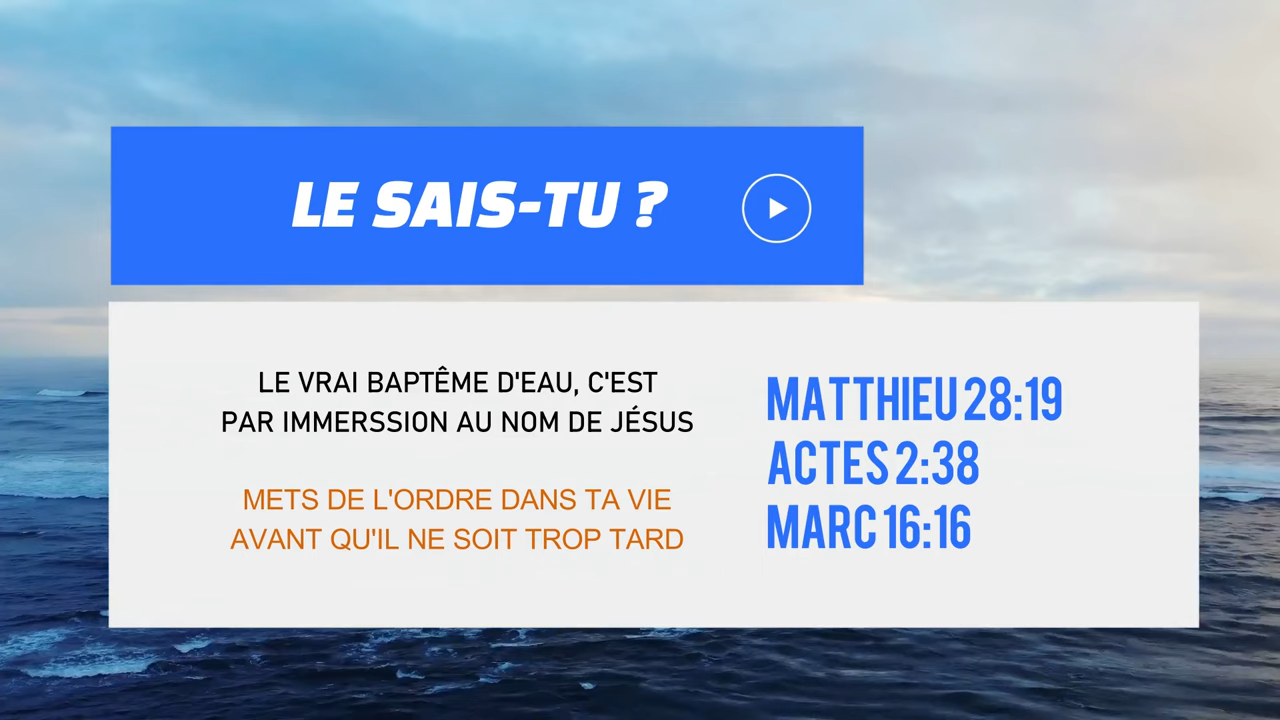 LE SAIS-TU ?
LE VRAI BAPTÊME D'EAU, C'EST
PAR IMMERSSION AU NOM DE JÉSUS
METS DE L'ORDRE DANS TA VIE
AVANT QU'IL NE SOIT TROP TARD
MATTHIEU 28:19
ACTES 2:38
MARC 16:16